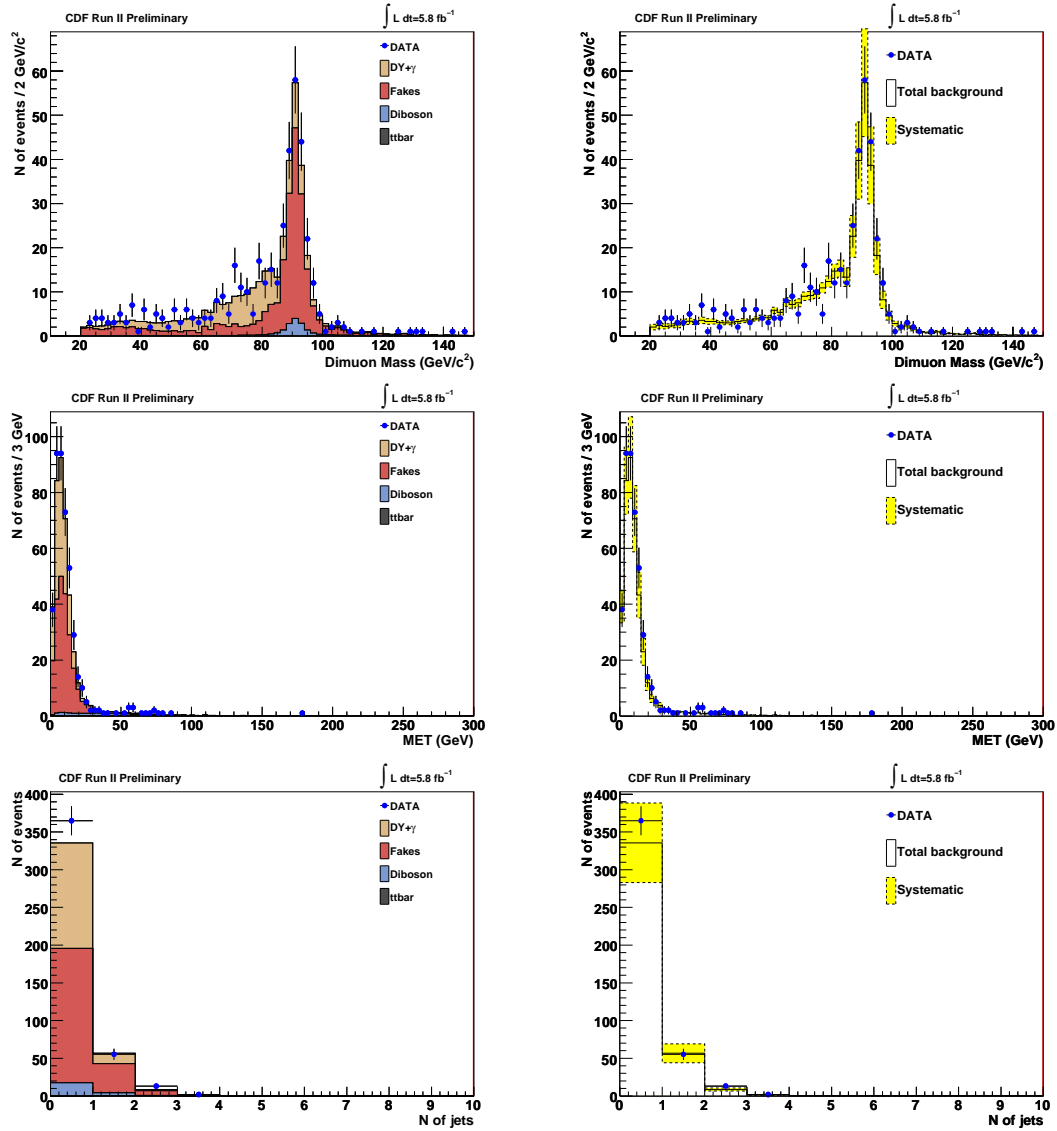 CDF Run II Preliminary ∫ L dt=5.8 fb⁻¹
N of events / 2 GeV/c²
60
50
40
30
20
10
0
DATA
DY+γ
Fakes
Diboson
ttbar
20 40 60 80 100 120 140
Dimuon Mass (GeV/c²)
CDF Run II Preliminary ∫ L dt=5.8 fb⁻¹
N of events / 2 GeV/c²
60
50
40
30
20
10
0
DATA
Total background
Systematic
20 40 60 80 100 120 140
Dimuon Mass (GeV/c²)
CDF Run II Preliminary ∫ L dt=5.8 fb⁻¹
N of events / 3 GeV
100
80
60
40
20
0
DATA
DY+γ
Fakes
Diboson
ttbar
0 50 100 150 200 250 300
MET (GeV)
CDF Run II Preliminary ∫ L dt=5.8 fb⁻¹
N of events / 3 GeV
100
80
60
40
20
0
DATA
Total background
Systematic
0 50 100 150 200 250 300
MET (GeV)
CDF Run II Preliminary ∫ L dt=5.8 fb⁻¹
N of events
400
350
300
250
200
150
100
50
0
DATA
DY+γ
Fakes
Diboson
ttbar
0 1 2 3 4 5 6 7 8 9 10
N of jets
CDF Run II Preliminary ∫ L dt=5.8 fb⁻¹
N of events
400
350
300
250
200
150
100
50
0
DATA
Total background
Systematic
0 1 2 3 4 5 6 7 8 9 10
N of jets